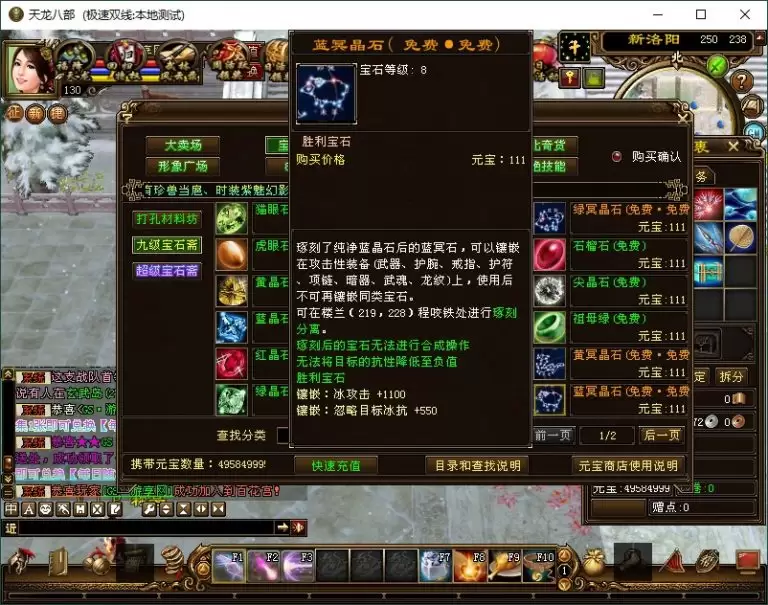 天龙八部 (极速双线:本地测试)
新洛阳 250 238
北
130
蓝冥晶石(免费●免费)
宝石等级: 8
胜利宝石
购买价格 元宝:111
大卖场
形象广场
购买确认
打孔材料坊
九级宝石斋
超级宝石斋
猫眼石
虎眼石
黄晶石
蓝晶石
红晶石
绿晶石
琢刻了纯净蓝晶石后的蓝冥石,可以镶嵌
在攻击性装备(武器、护腕、戒指、护符
、项链、暗器、武魂、龙纹)上,使用后
不可再镶嵌同类宝石。
可在楼兰(219,228)程咬铁处进行琢刻
分离。
琢刻后的宝石无法进行合成操作
无法将目标的抗性降低至负值
胜利宝石
镶嵌:冰攻击 +1100
镶嵌:忽略目标冰抗 +550
绿冥晶石(免费·免费
元宝:111
石榴石(免费)
元宝:111
尖晶石(免费)
元宝:111
祖母绿(免费)
元宝:111
黄冥晶石(免费·免费
元宝:111
蓝冥晶石(免费·免费
元宝:111
查找分类
前一页
1/2
后一页
携带元宝数量: 495849995
快速充值
目录和查找说明
元宝商店使用说明
拆分
元宝:49584999
赠点:0
成功加入到百花宫!
近
F1 F2 F3 F7 F8 F9 F10
1